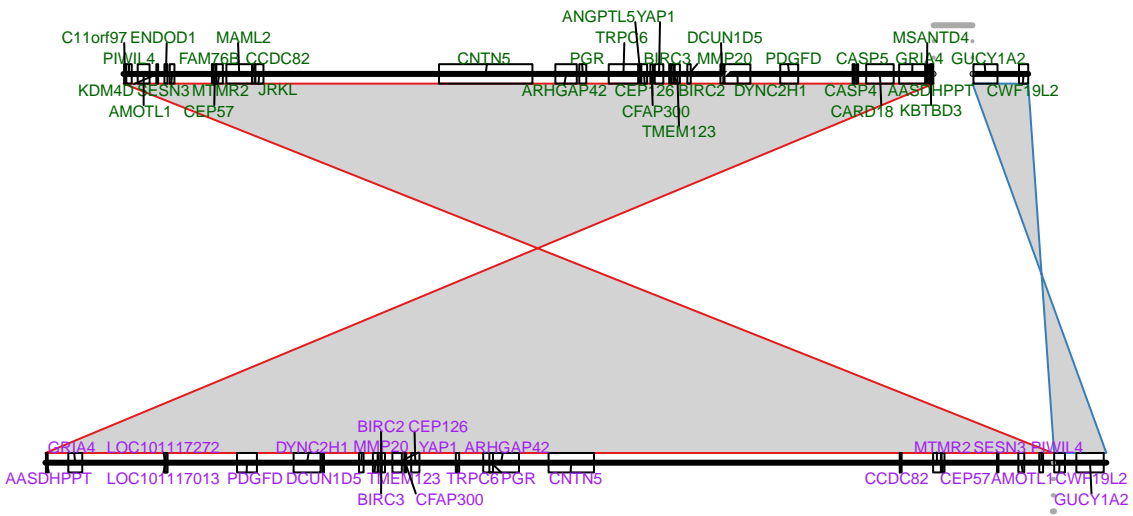 ANGPTL5 YAP1
C11orf97 ENDOD1 MAML2 TRPC6 DCUN1D5 MSANTD4
PIWIL4 FAM76B CCDC82 CNTN5 PGR BIRC3 MMP20 PDGFD CASP5 GRIA4 GUCY1A2
KDM4D SESN3 MTMR2 JRKL ARHGAP42 CEP126 BIRC2 DYNC2H1 CASP4 AASDHPPT CWF19L2
AMOTL1 CEP57 CFAP300 CARD18 KBTBD3
TMEM123
BIRC2 CEP126
GRIA4 LOC101117272 DYNC2H1 MMP20 YAP1 ARHGAP42 MTMR2 SESN3 PIWIL4
AASDHPPT LOC101117013 PDGFD DCUN1D5 TMEM123 TRPC6 PGR CNTN5 CCDC82 CEP57 AMOTL1 CWF19L2
BIRC3 CFAP300 GUCY1A2